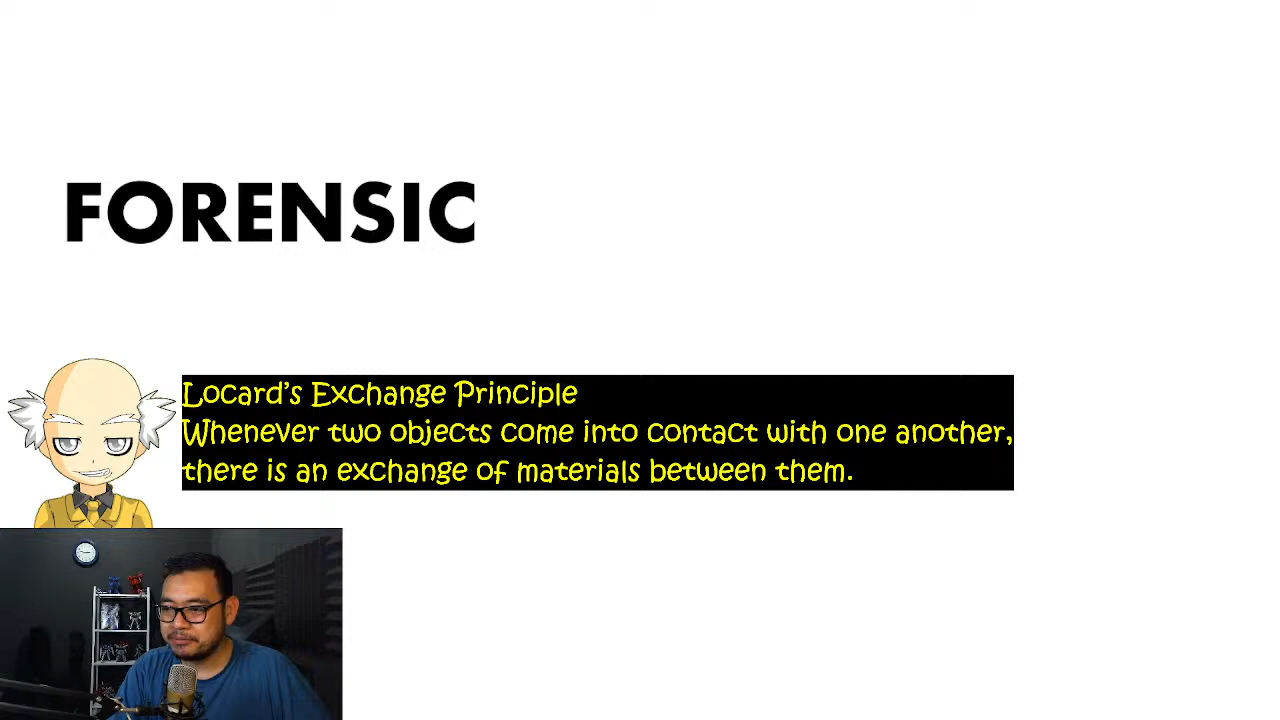 FORENSIC
Locard's Exchange Principle
Whenever two objects come into contact with one another,
there is an exchange of materials between them.